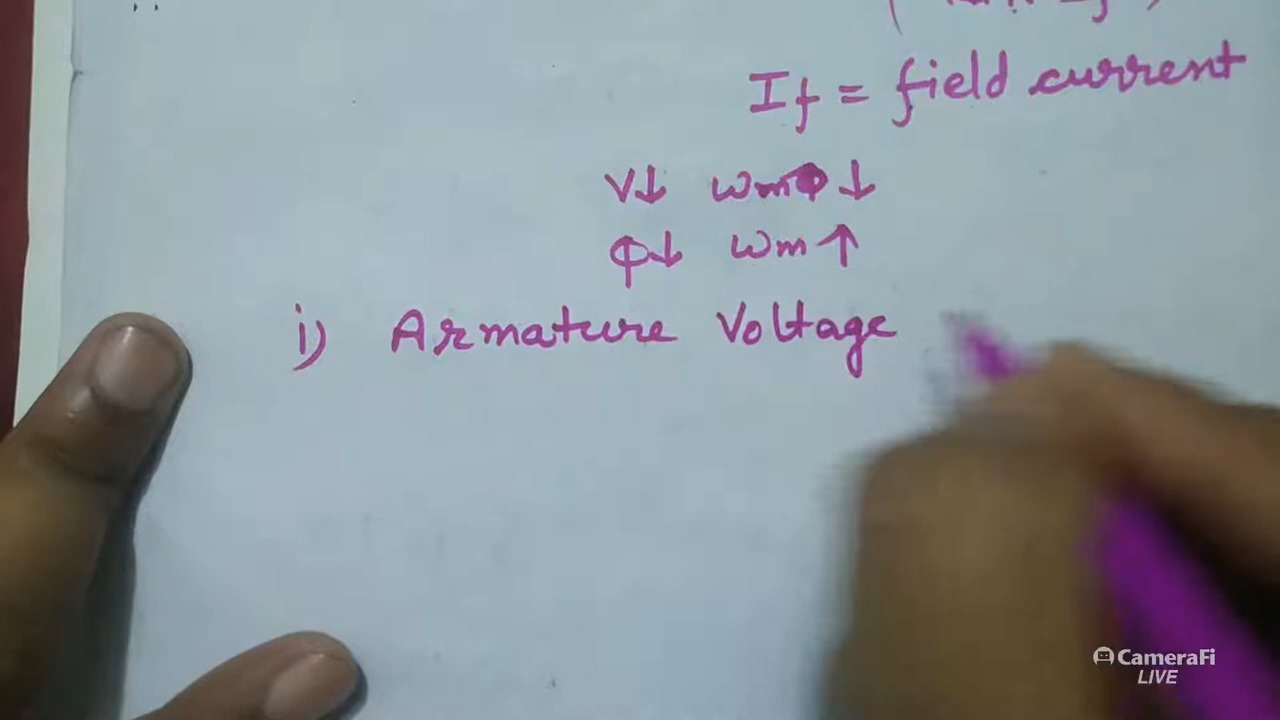 If = field current
V↓ ωm ↓
φ↓ ωm ↑
i) Armature Voltage
CameraFi
LIVE